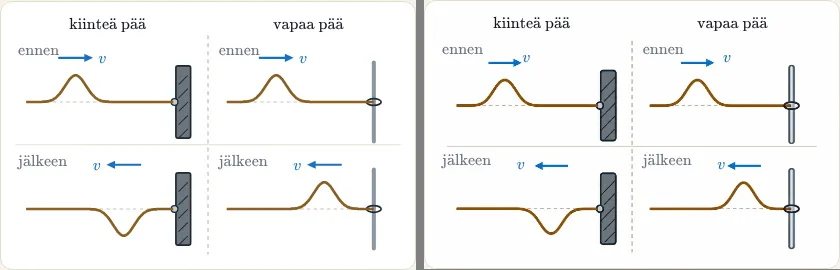 kiinteä pää
vapaa pää
ennen
v
ennen
v
jälkeen
v
jälkeen
v
kiinteä pää
vapaa pää
ennen
v
ennen
v
jälkeen
v
jälkeen
v